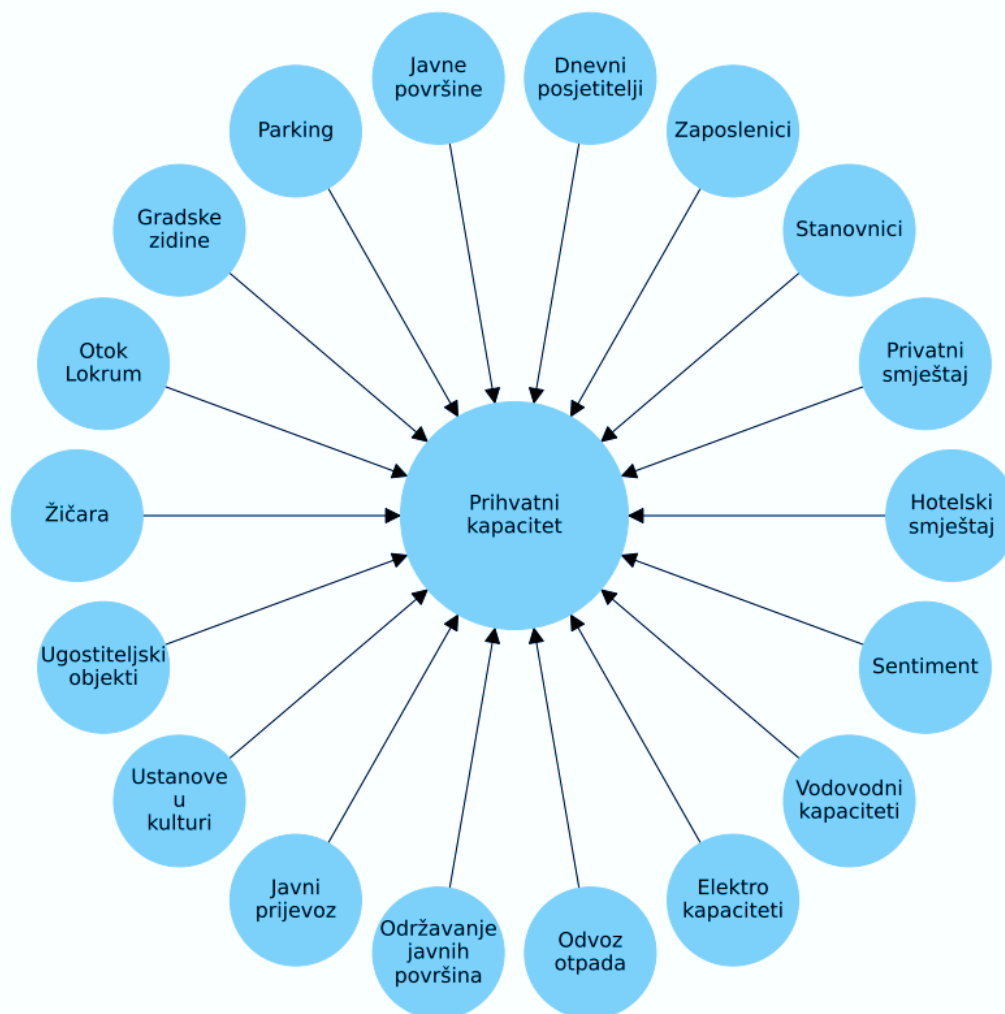 Javne
površine
Dnevni
posjetitelji
Parking
Zaposlenici
Gradske
zidine
Stanovnici
Otok
Lokrum
Privatni
smještaj
Žičara
Prihvatni
kapacitet
Hotelski
smještaj
Ugostiteljski
objekti
Sentiment
Ustanove
u
kulturi
Vodovodni
kapaciteti
Javni
prijevoz
Elektro
kapaciteti
Održavanje
javnih
površina
Odvoz
otpada